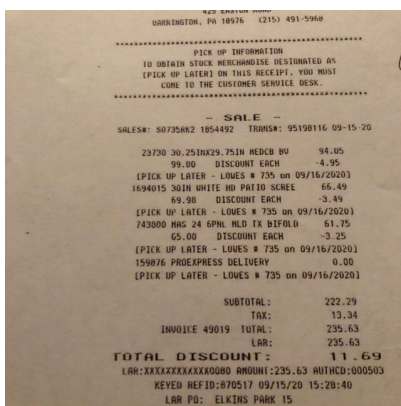 425 EASTON ROAD
WARRINGTON, PA 18976 (215) 491-5968
PICK UP INFORMATION
TO OBTAIN STOCK MERCHANDISE DESIGNATED AS
[PICK UP LATER] ON THIS RECEIPT, YOU MUST
COME TO THE CUSTOMER SERVICE DESK.
- SALE -
SALES#: S0735RK2 1854492 TRANS#: 95198116 09-15-20
23730 30.25INX29.75IN MEDCB BV 94.05
99.00 DISCOUNT EACH -4.95
[PICK UP LATER - LOWES # 735 on 09/16/2020]
1694015 30IN WHITE HD PATIO SCREE 66.49
69.98 DISCOUNT EACH -3.49
[PICK UP LATER - LOWES # 735 on 09/16/2020]
743000 MAS 24 6PNL MLD TX BIFOLD 61.75
65.00 DISCOUNT EACH -3.25
[PICK UP LATER - LOWES # 735 on 09/16/2020]
159876 PROEXPRESS DELIVERY 0.00
[PICK UP LATER - LOWES # 735 on 09/16/2020]
SUBTOTAL: 222.29
TAX: 13.34
INVOICE 49019 TOTAL: 235.63
LAR: 235.63
TOTAL DISCOUNT: 11.69
LAR:XXXXXXXXXXXX0080 AMOUNT:235.63 AUTHCD:000503
KEYED REFID:870517 09/15/20 15:28:40
LAR PO: ELKINS PARK 15